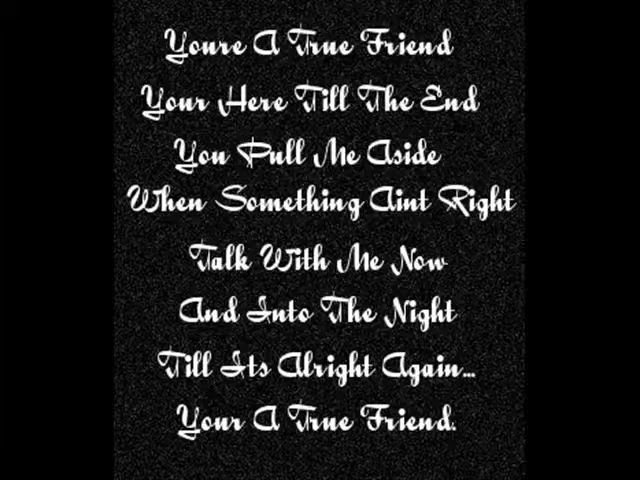 Youre A True Friend
Your Here Till The End
You Pull Me Aside
When Something Aint Right
Talk With Me Now
And Into The Night
Till Its Alright Again...
Your A True Friend.